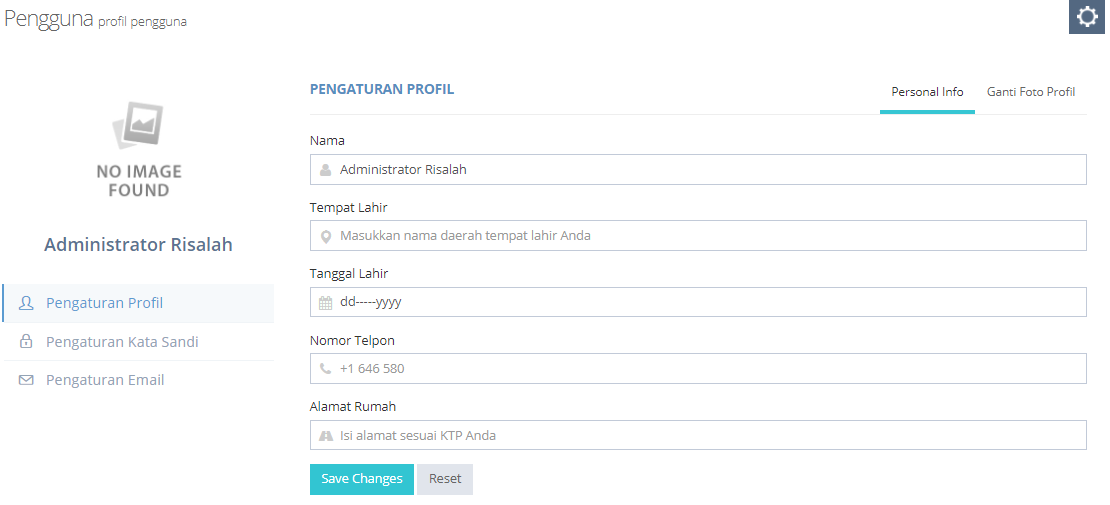 Pengguna profil pengguna
NO IMAGE
FOUND
Administrator Risalah
Pengaturan Profil
Pengaturan Kata Sandi
Pengaturan Email
PENGATURAN PROFIL
Personal Info
Ganti Foto Profil
Nama
Administrator Risalah
Tempat Lahir
Masukkan nama daerah tempat lahir Anda
Tanggal Lahir
dd-----yyyy
Nomor Telpon
+1 646 580
Alamat Rumah
Isi alamat sesuai KTP Anda
Save Changes
Reset